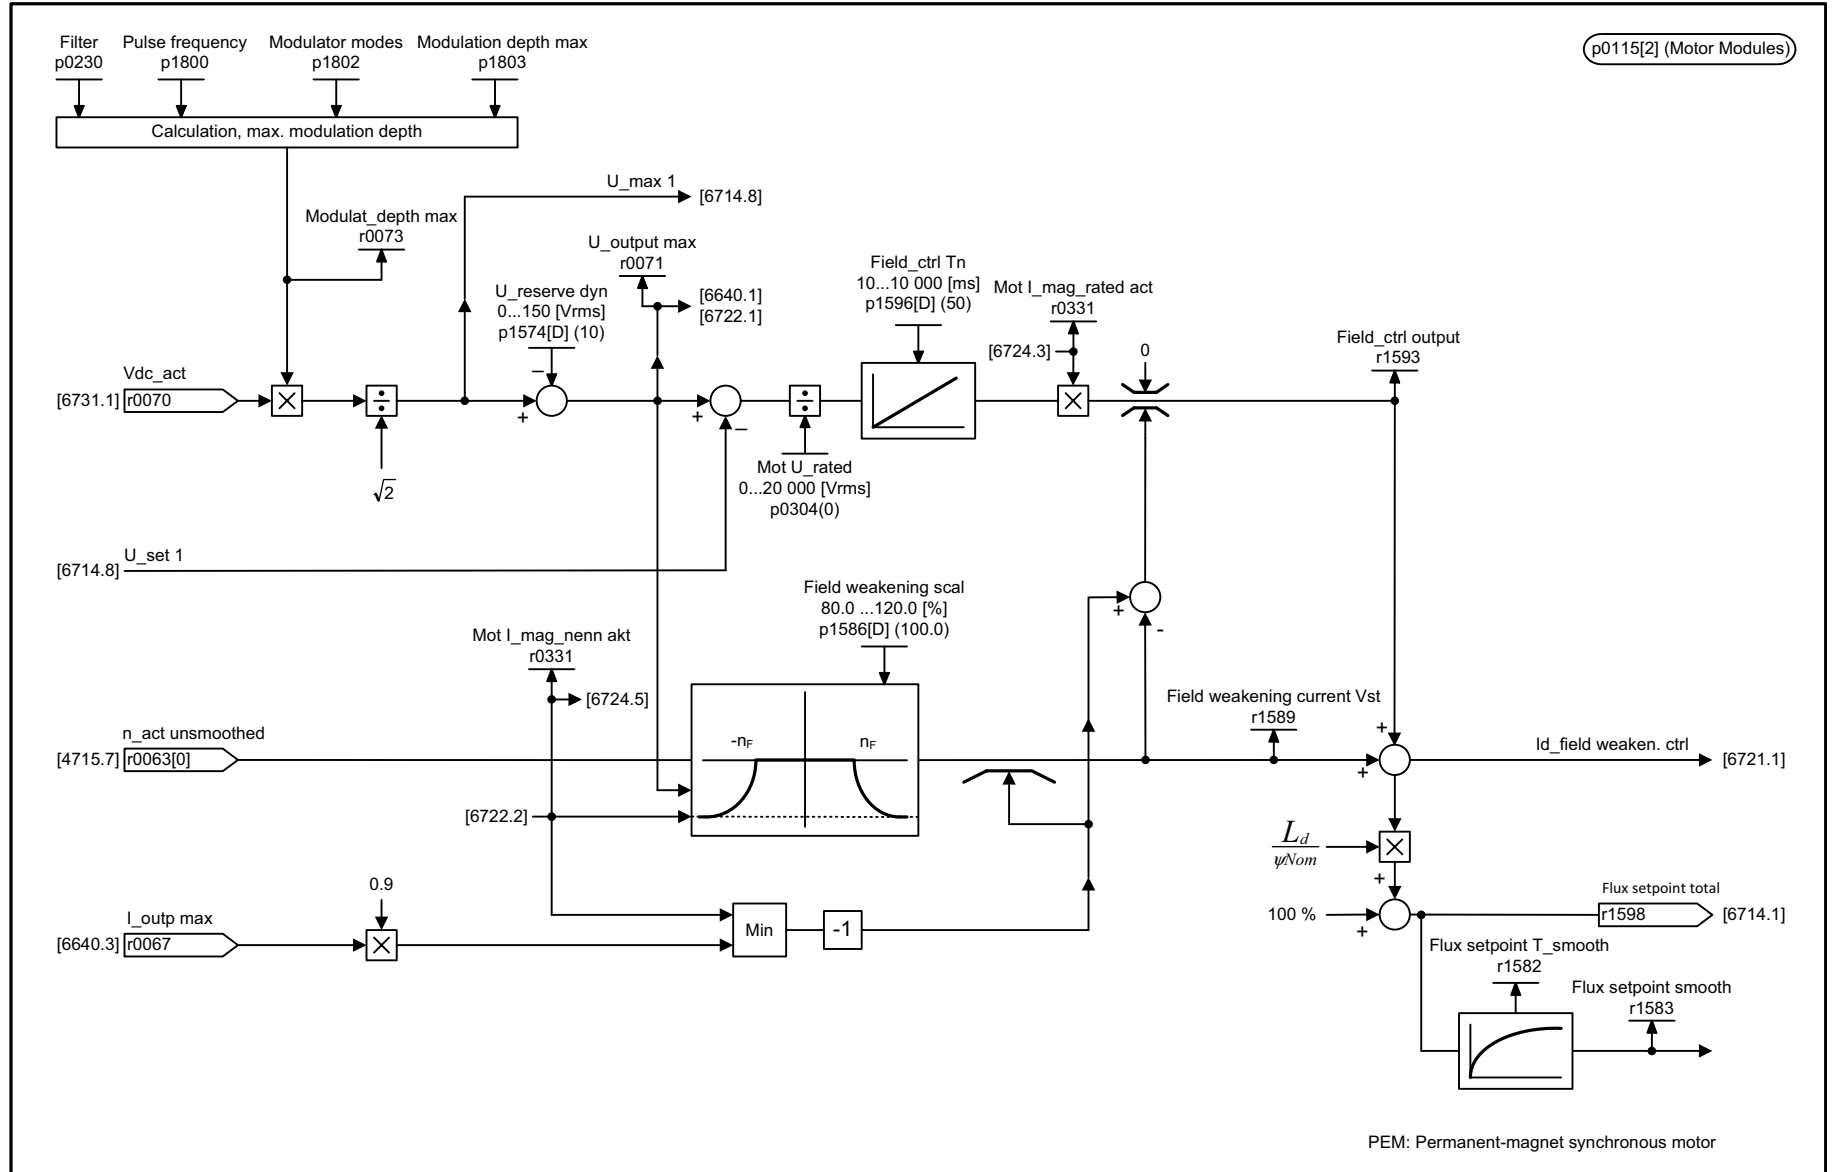 Filter
p0230
Pulse frequency
p1800
Modulator modes
p1802
Modulation depth max
p1803
p0115[2] (Motor Modules)
Calculation, max. modulation depth
U_max 1
[6714.8]
Modulat_depth max
r0073
U_output max
r0071
[6640.1]
[6722.1]
U_reserve dyn
0...150 [Vrms]
p1574[D] (10)
Field_ctrl Tn
10...10 000 [ms]
p1596[D] (50)
Mot I_mag_rated act
r0331
[6724.3]
0
Field_ctrl output
r1593
Vdc_act
[6731.1]
r0070
×
÷
−
+
+
−
÷
×
√2
Mot U_rated
0...20 000 [Vrms]
p0304(0)
U_set 1
[6714.8]
Field weakening scal
80.0 ...120.0 [%]
p1586[D] (100.0)
+
-
Mot I_mag_nenn akt
r0331
[6724.5]
Field weakening current Vst
r1589
n_act unsmoothed
[4715.7]
r0063[0]
-nF
nF
+
+
Id_field weaken. ctrl
[6721.1]
[6722.2]
Ld
ψNom
×
0.9
I_outp max
[6640.3]
r0067
×
Min
-1
+
100 %
+
Flux setpoint total
r1598
[6714.1]
Flux setpoint T_smooth
r1582
Flux setpoint smooth
r1583
PEM: Permanent-magnet synchronous motor